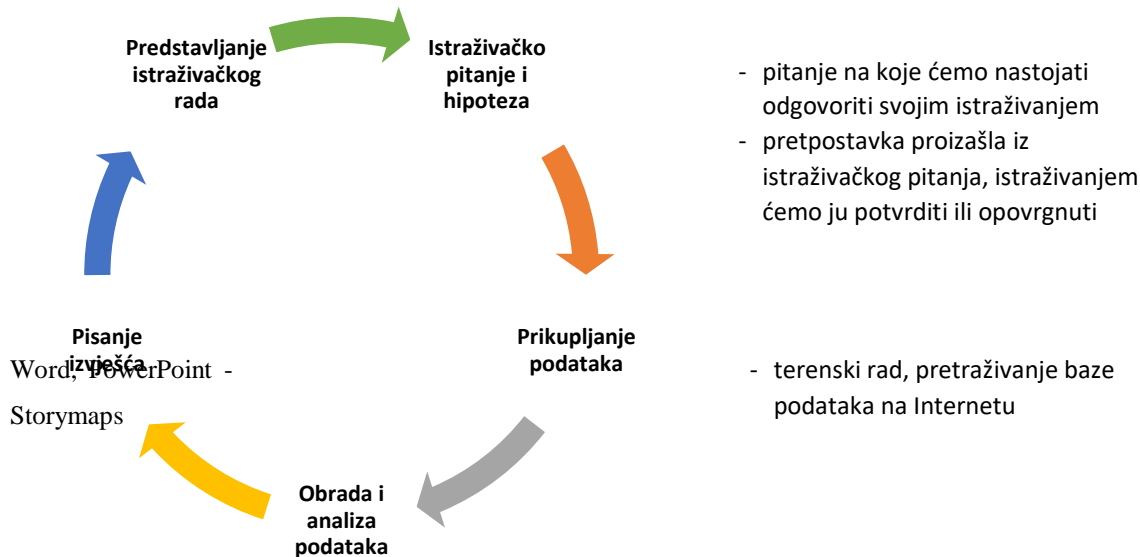 Predstavljanje
istraživačkog
rada
Istraživačko
pitanje i
hipoteza
- pitanje na koje ćemo nastojati
odgovoriti svojim istraživanjem
- pretpostavka proizašla iz
istraživačkog pitanja, istraživanjem
ćemo ju potvrditi ili opovrgnuti
Prikupljanje
podataka
- terenski rad, pretraživanje baze
podataka na Internetu
Obrada i
analiza
podataka
Pisanje
izvješća
Word, PowerPoint -
Storymaps